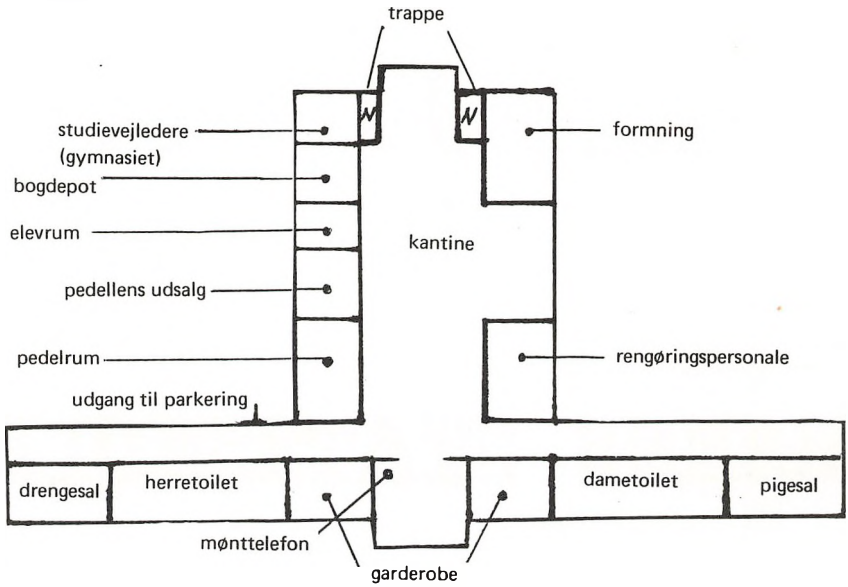 trappe
studievejledere
(gymnasiet)
formning
bogdepot
elevrum
kantine
pedellens udsalg
pedelrum
rengøringspersonale
udgang til parkering
drengesal
herretoilet
dametoilet
pigesal
mønttelefon
garderobe